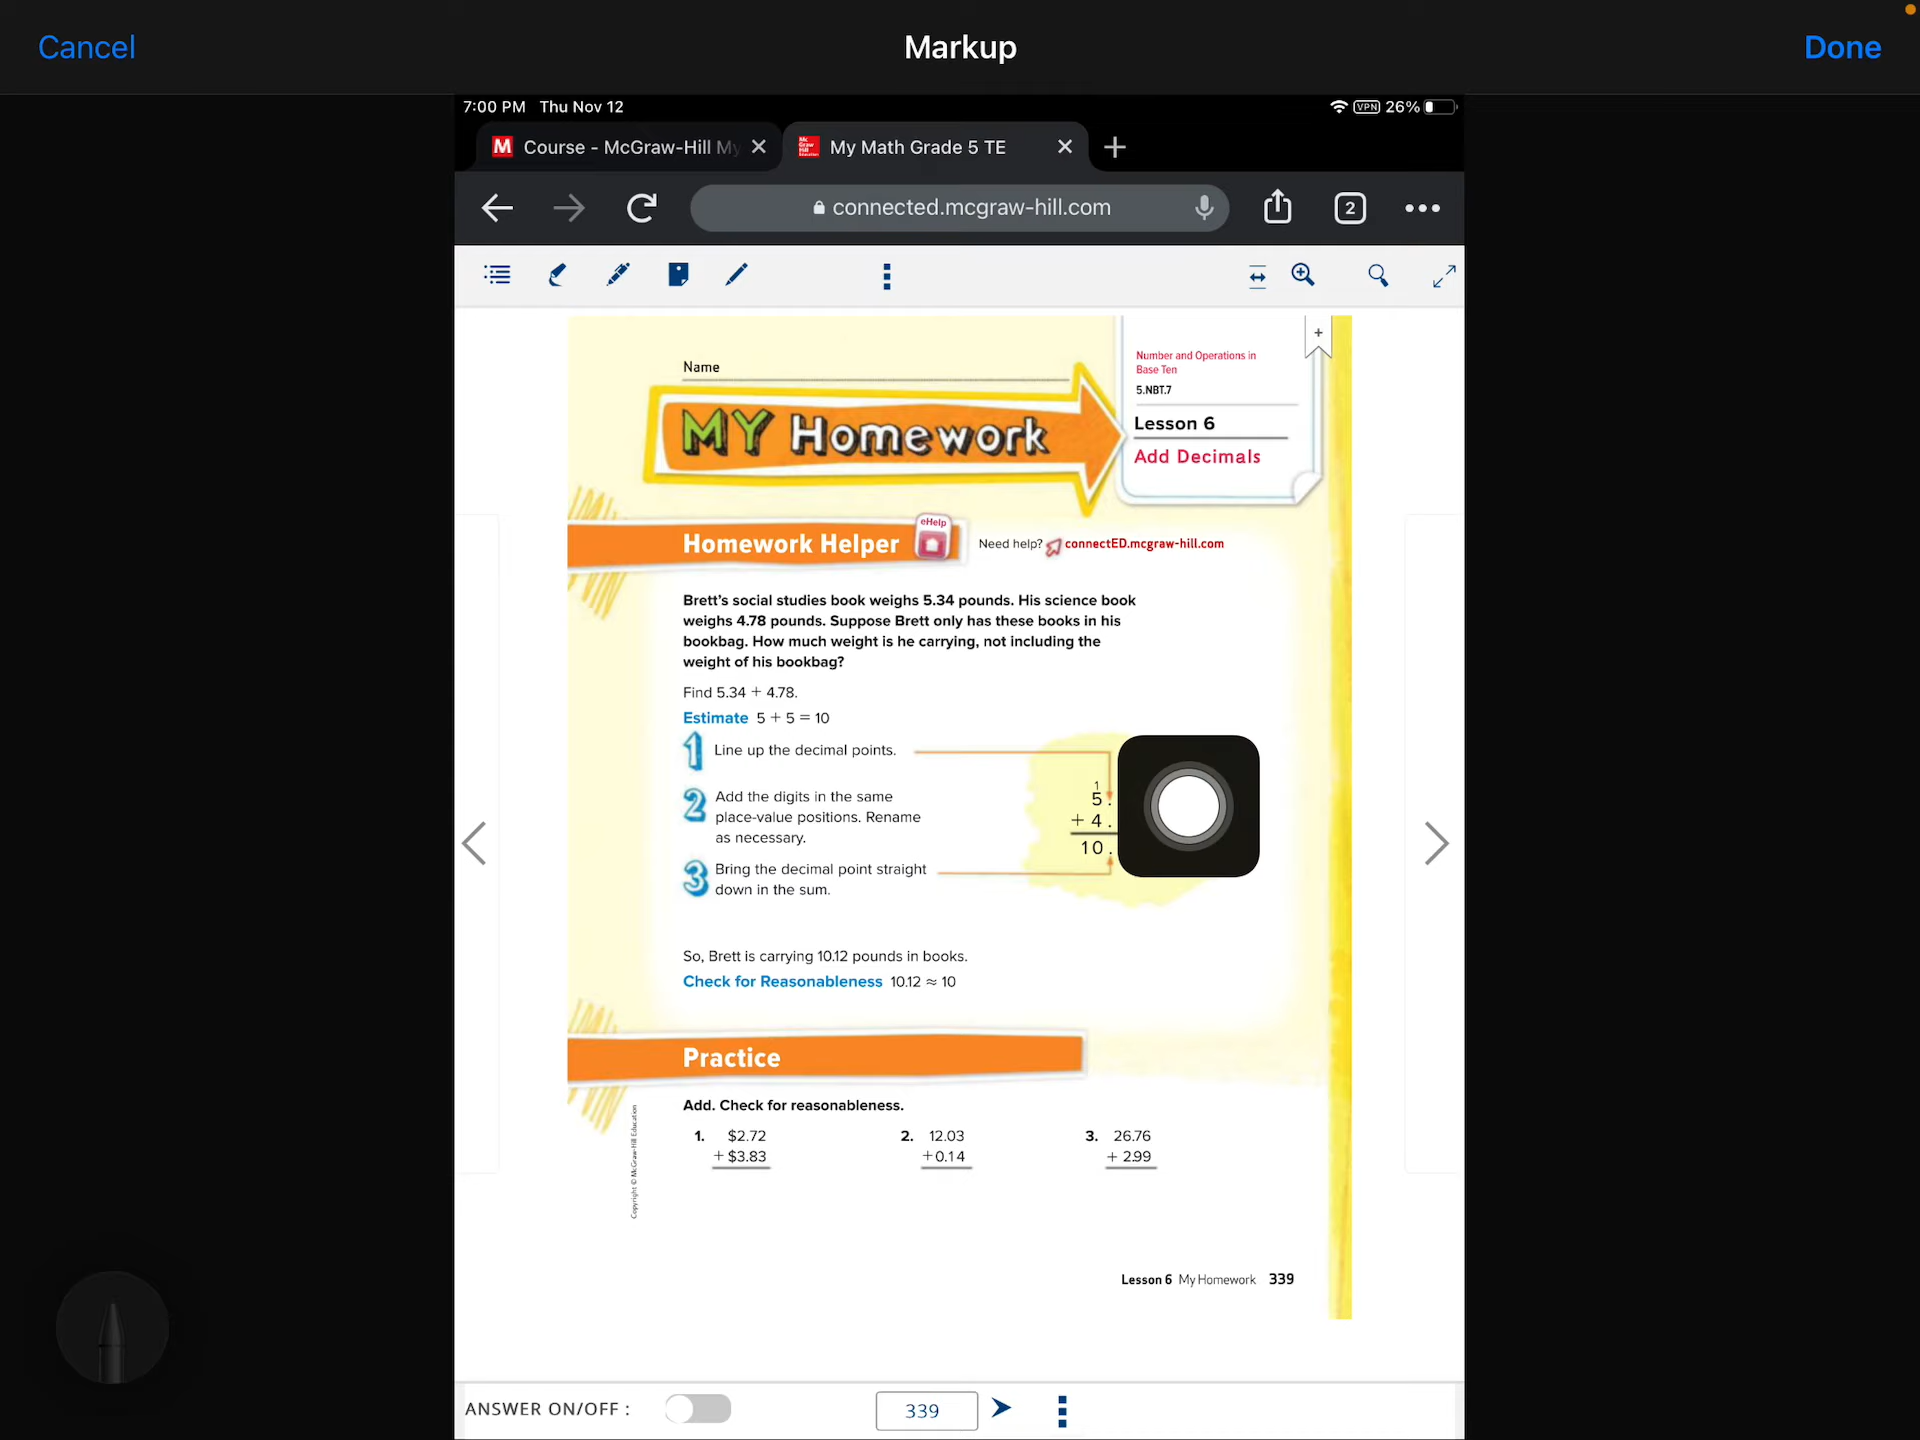 Cancel
Markup
Done
7:00 PM Thu Nov 12
VPN 26%
M Course - McGraw-Hill My
My Math Grade 5 TE
connected.mcgraw-hill.com
2
Name
Number and Operations in
Base Ten
5.NBT.7
Lesson 6
Add Decimals
MY Homework
Homework Helper
eHelp
Need help? connectED.mcgraw-hill.com
Brett's social studies book weighs 5.34 pounds. His science book
weighs 4.78 pounds. Suppose Brett only has these books in his
bookbag. How much weight is he carrying, not including the
weight of his bookbag?
Find 5.34 + 4.78.
Estimate 5 + 5 = 10
1 Line up the decimal points.
2 Add the digits in the same
place-value positions. Rename
as necessary.
3 Bring the decimal point straight
down in the sum.
1
5.
+ 4.
10.
So, Brett is carrying 10.12 pounds in books.
Check for Reasonableness 10.12 ≈ 10
Practice
Add. Check for reasonableness.
1. $2.72
+ $3.83
2. 12.03
+ 0.14
3. 26.76
+ 2.99
Copyright © McGraw-Hill Education
Lesson 6 My Homework 339
ANSWER ON/OFF :
339